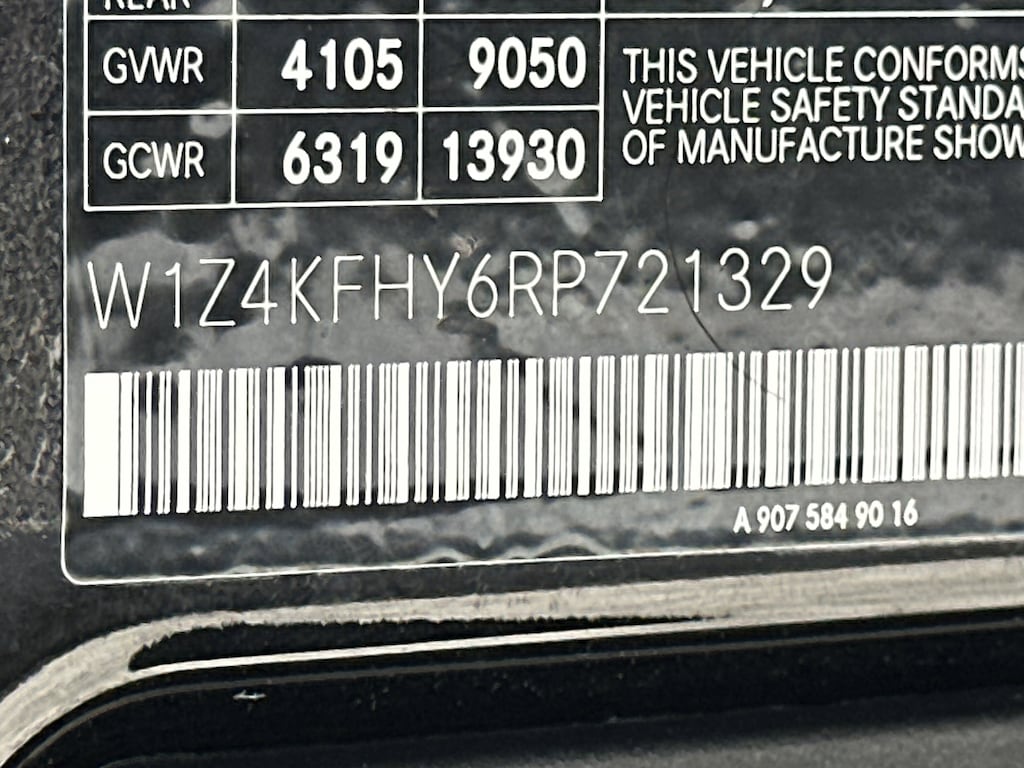 REAR
GVWR 4105 9050
GCWR 6319 13930
THIS VEHICLE CONFORMS
VEHICLE SAFETY STANDA
OF MANUFACTURE SHOW
W1Z4KFHY6RP721329
A 907 584 90 16